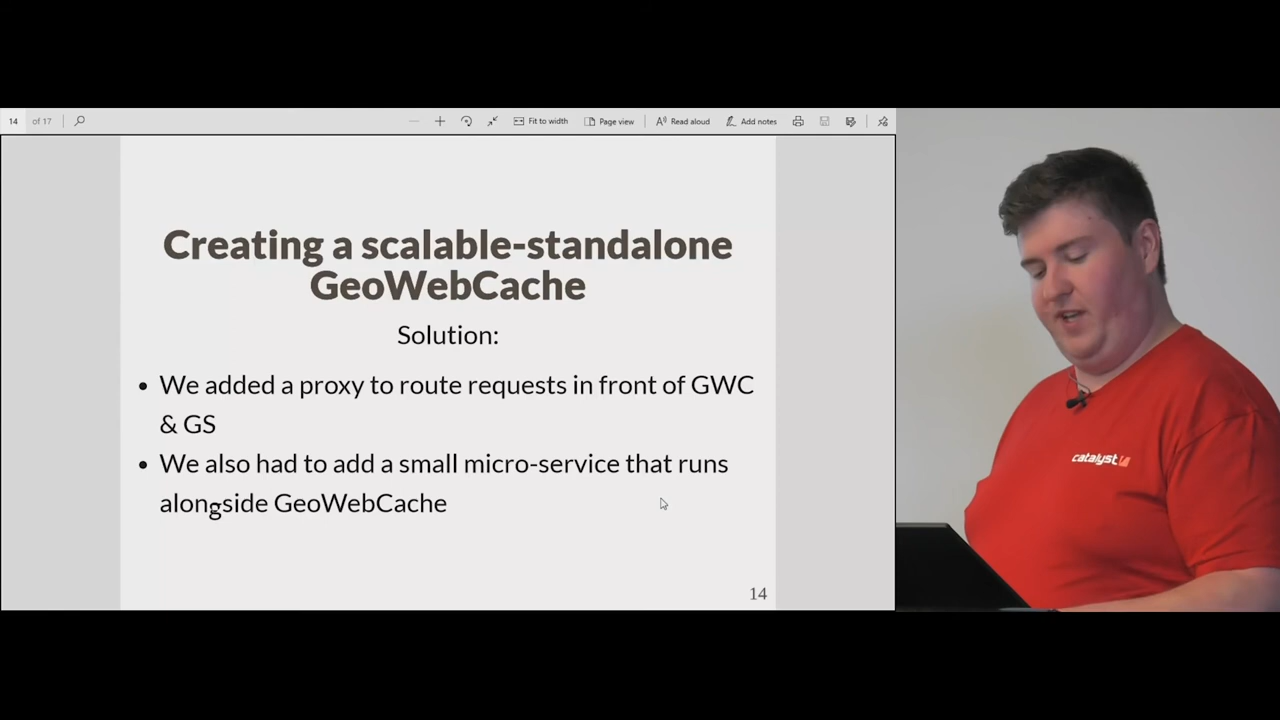 14 of 17 Fit to width Page view Read aloud Add notes
Creating a scalable-standalone
GeoWebCache
Solution:
• We added a proxy to route requests in front of GWC
& GS
• We also had to add a small micro-service that runs
alongside GeoWebCache
14
catalyst